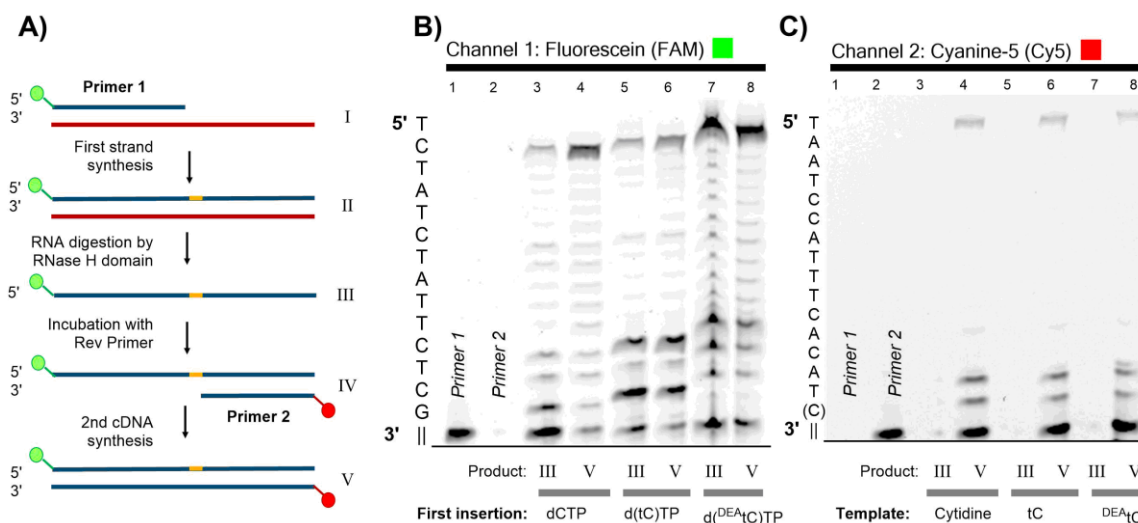 A)
Primer 1
5'
3'
I
First strand
synthesis
5'
3'
II
RNA digestion by
RNase H domain
5'
III
Incubation with
Rev Primer
5'
3'
IV
Primer 2
2nd cDNA
synthesis
5'
3'
V
B)
Channel 1: Fluorescein (FAM)
1 2 3 4 5 6 7 8
5'
T
C
T
A
T
C
T
A
T
T
C
T
C
G
3' ||
Primer 1
Primer 2
Product: III V III V III V
First insertion: dCTP d(tC)TP d(DEAtC)TP
C)
Channel 2: Cyanine-5 (Cy5)
1 2 3 4 5 6 7 8
5'
T
A
A
T
C
C
A
T
T
T
C
A
C
A
T
(C)
3' ||
Primer 1
Primer 2
Product: III V III V III V
Template: Cytidine tC DEAtC